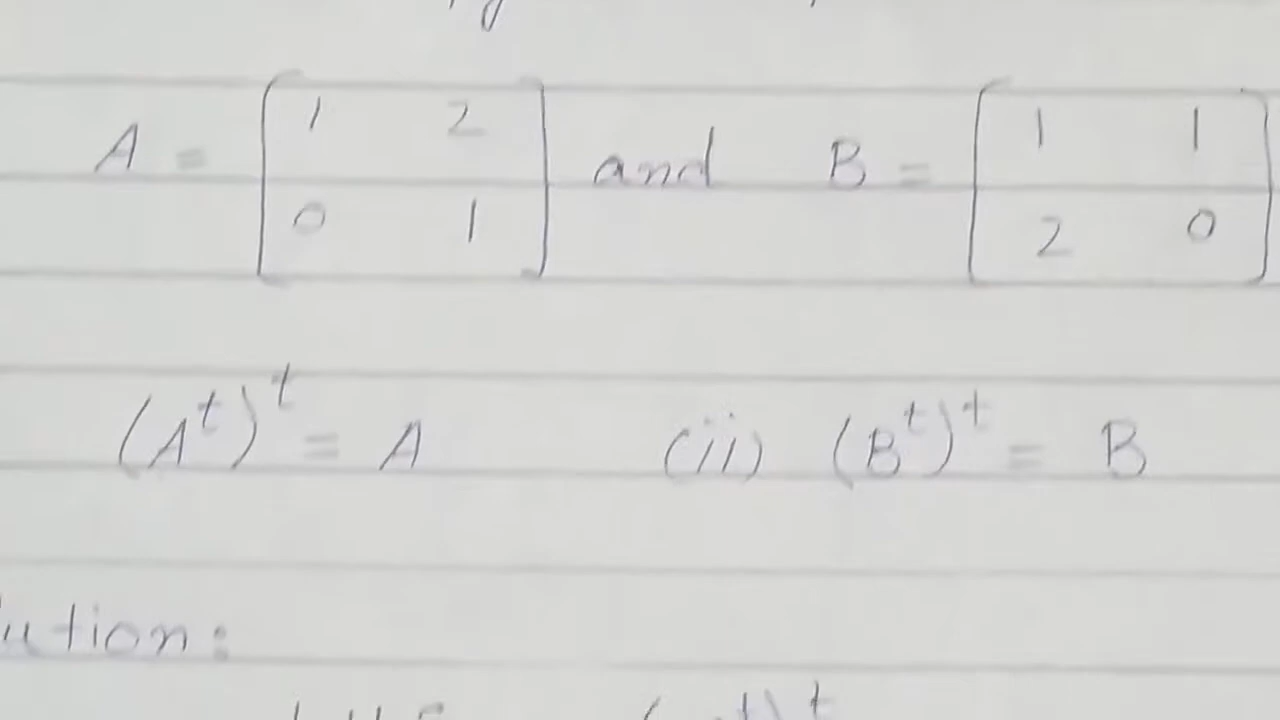 A = [ 1 2 0 1 ] and B = [ 1 1 2 0 ]
(A^t)^t = A (ii) (B^t)^t = B
ution: